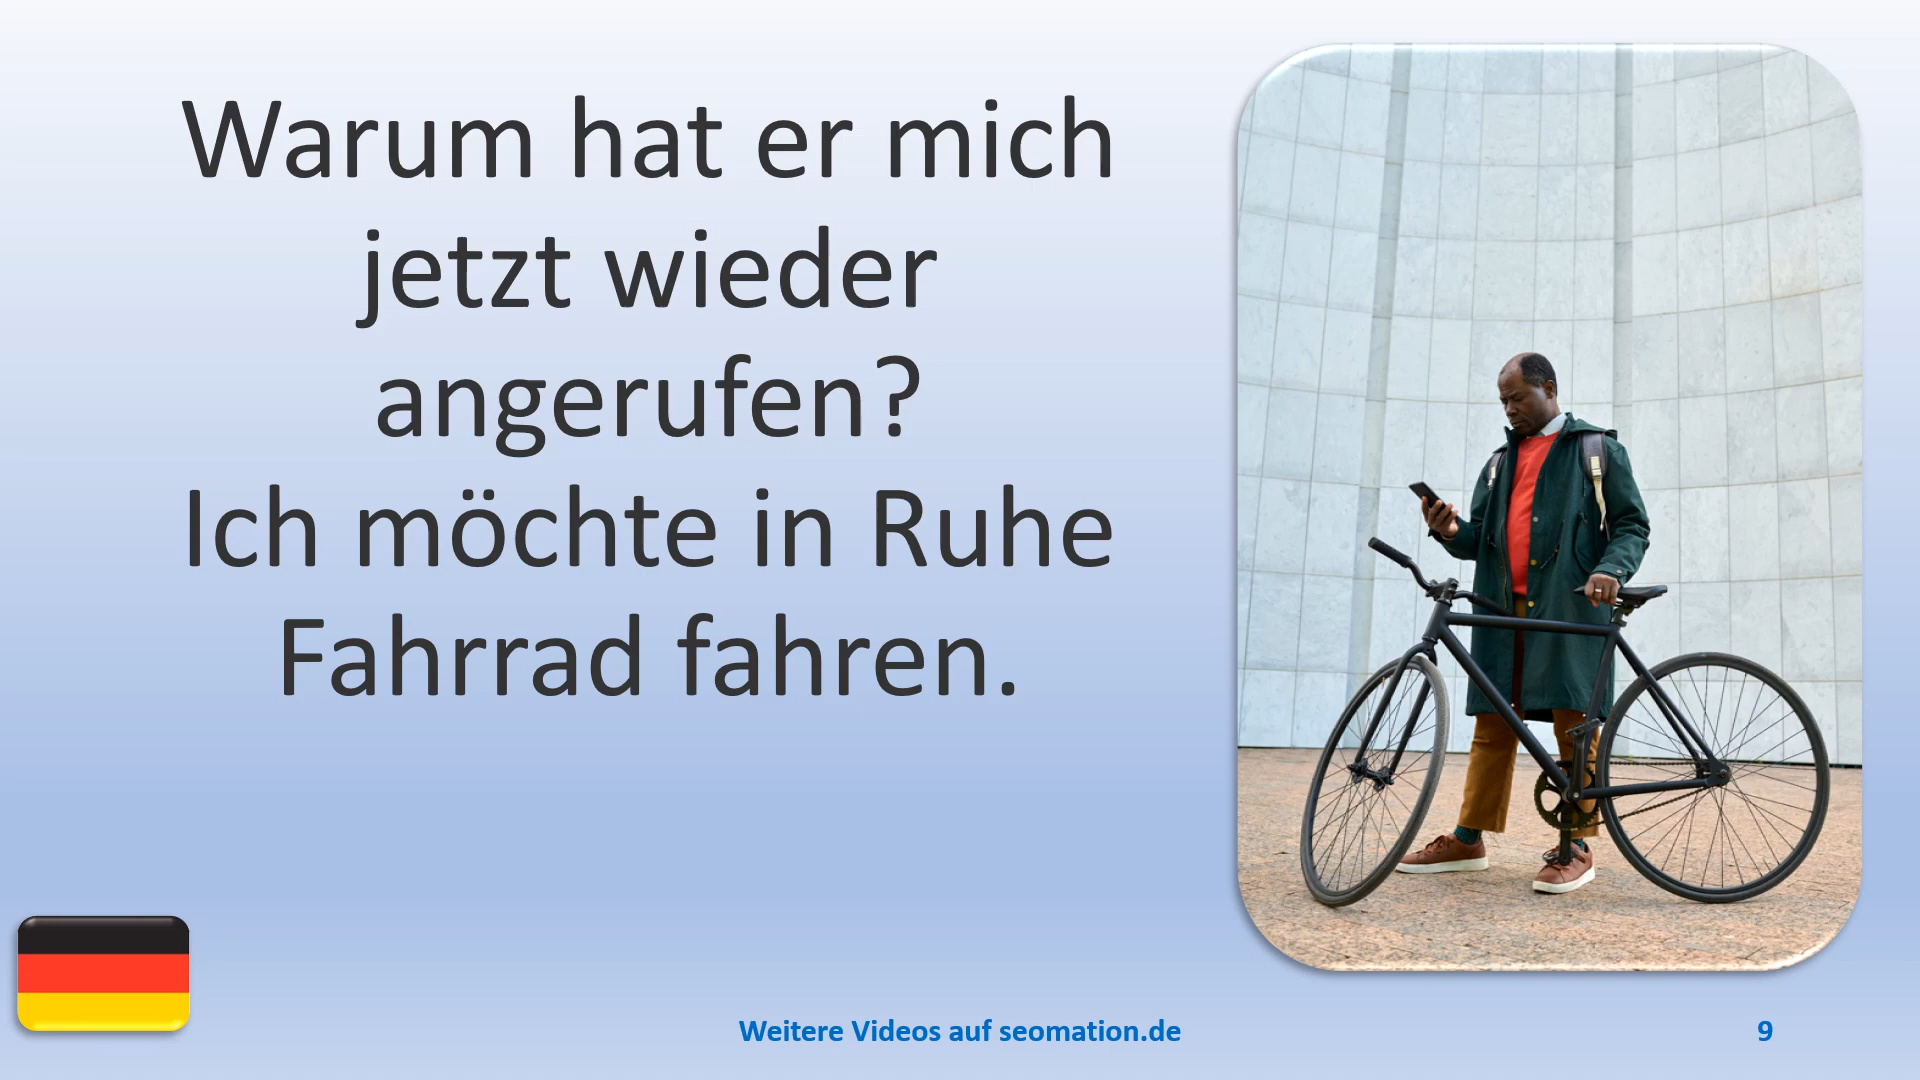 Warum hat er mich
jetzt wieder
angerufen?
Ich möchte in Ruhe
Fahrrad fahren.
Weitere Videos auf seomation.de
9